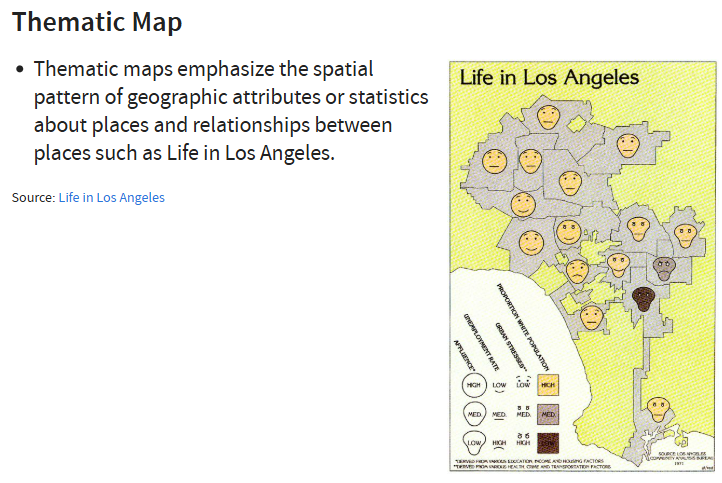 Thematic Map
• Thematic maps emphasize the spatial
pattern of geographic attributes or statistics
about places and relationships between
places such as Life in Los Angeles.
Source: Life in Los Angeles
Life in Los Angeles
AFFLUENCE*
UNEMPLOYMENT RATE
URBAN STRESSES**
PROPORTION WHITE POPULATION
HIGH LOW LOW HIGH
MED. MED. MED. MED.
LOW HIGH HIGH LOW
*DERIVED FROM VARIOUS EDUCATION, INCOME AND HOUSING FACTORS
**DERIVED FROM VARIOUS HEALTH, CRIME AND TRANSPORTATION FACTORS
SOURCE: LOS ANGELES
COMMUNITY ANALYSIS BUREAU
1971